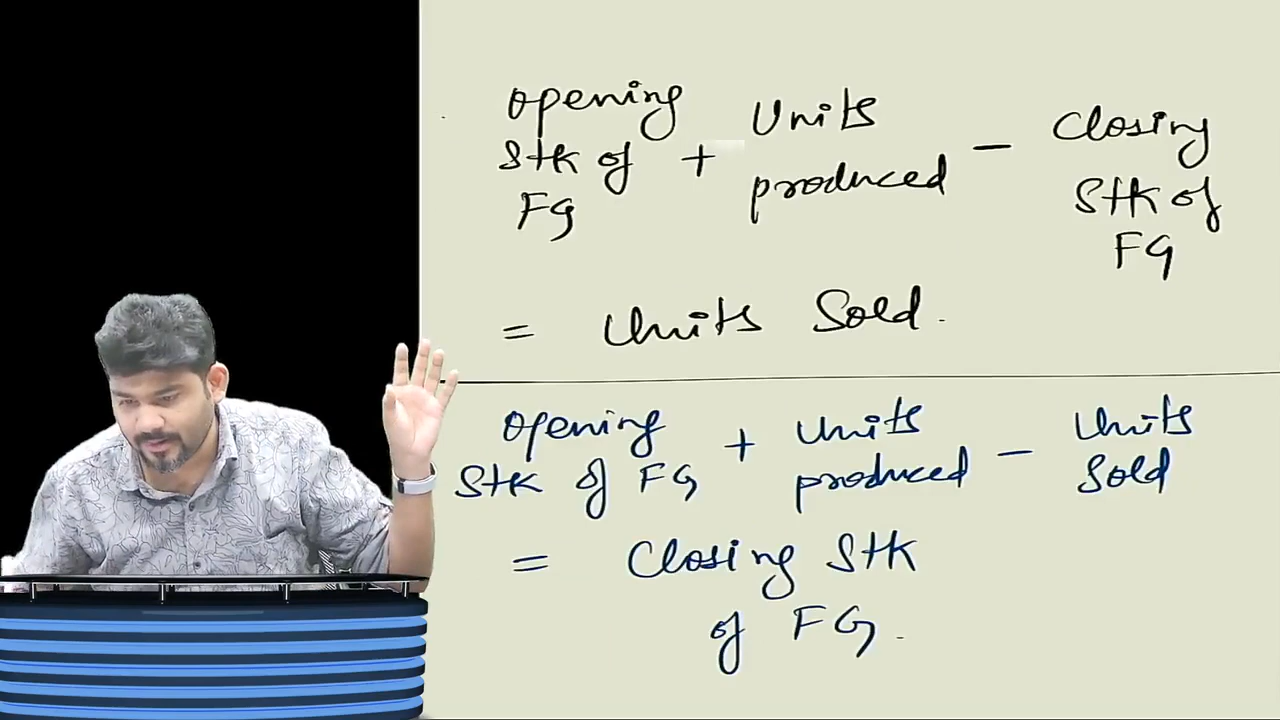 Opening Units Closing
Stk of + produced - Stk of
FG FG
= Units Sold.
Opening + Units - Units
Stk of FG produced Sold
= Closing Stk
of FG.